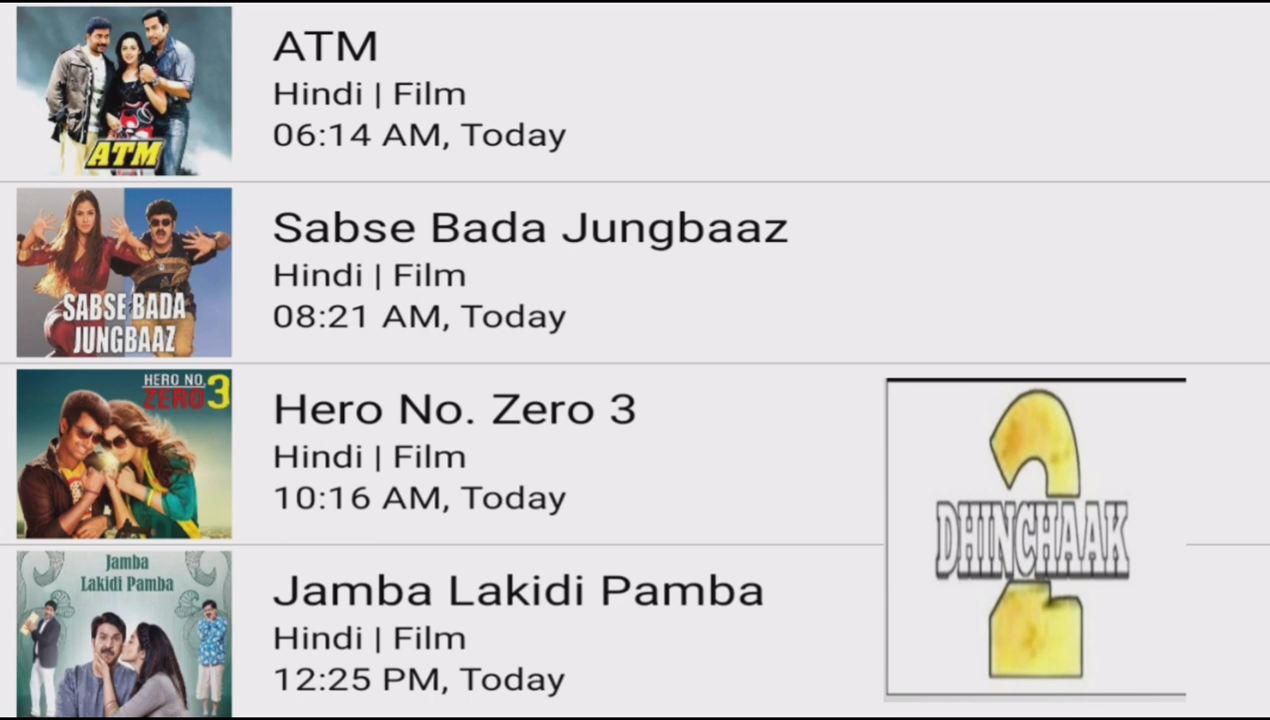 ATM
Hindi | Film
06:14 AM, Today
ATM
Sabse Bada Jungbaaz
Hindi | Film
08:21 AM, Today
SABSE BADA
JUNGBAAZ
HERO NO.
ZERO 3
Hero No. Zero 3
Hindi | Film
10:16 AM, Today
DHINCHAAK
2
Jamba
Lakidi Pamba
Jamba Lakidi Pamba
Hindi | Film
12:25 PM, Today